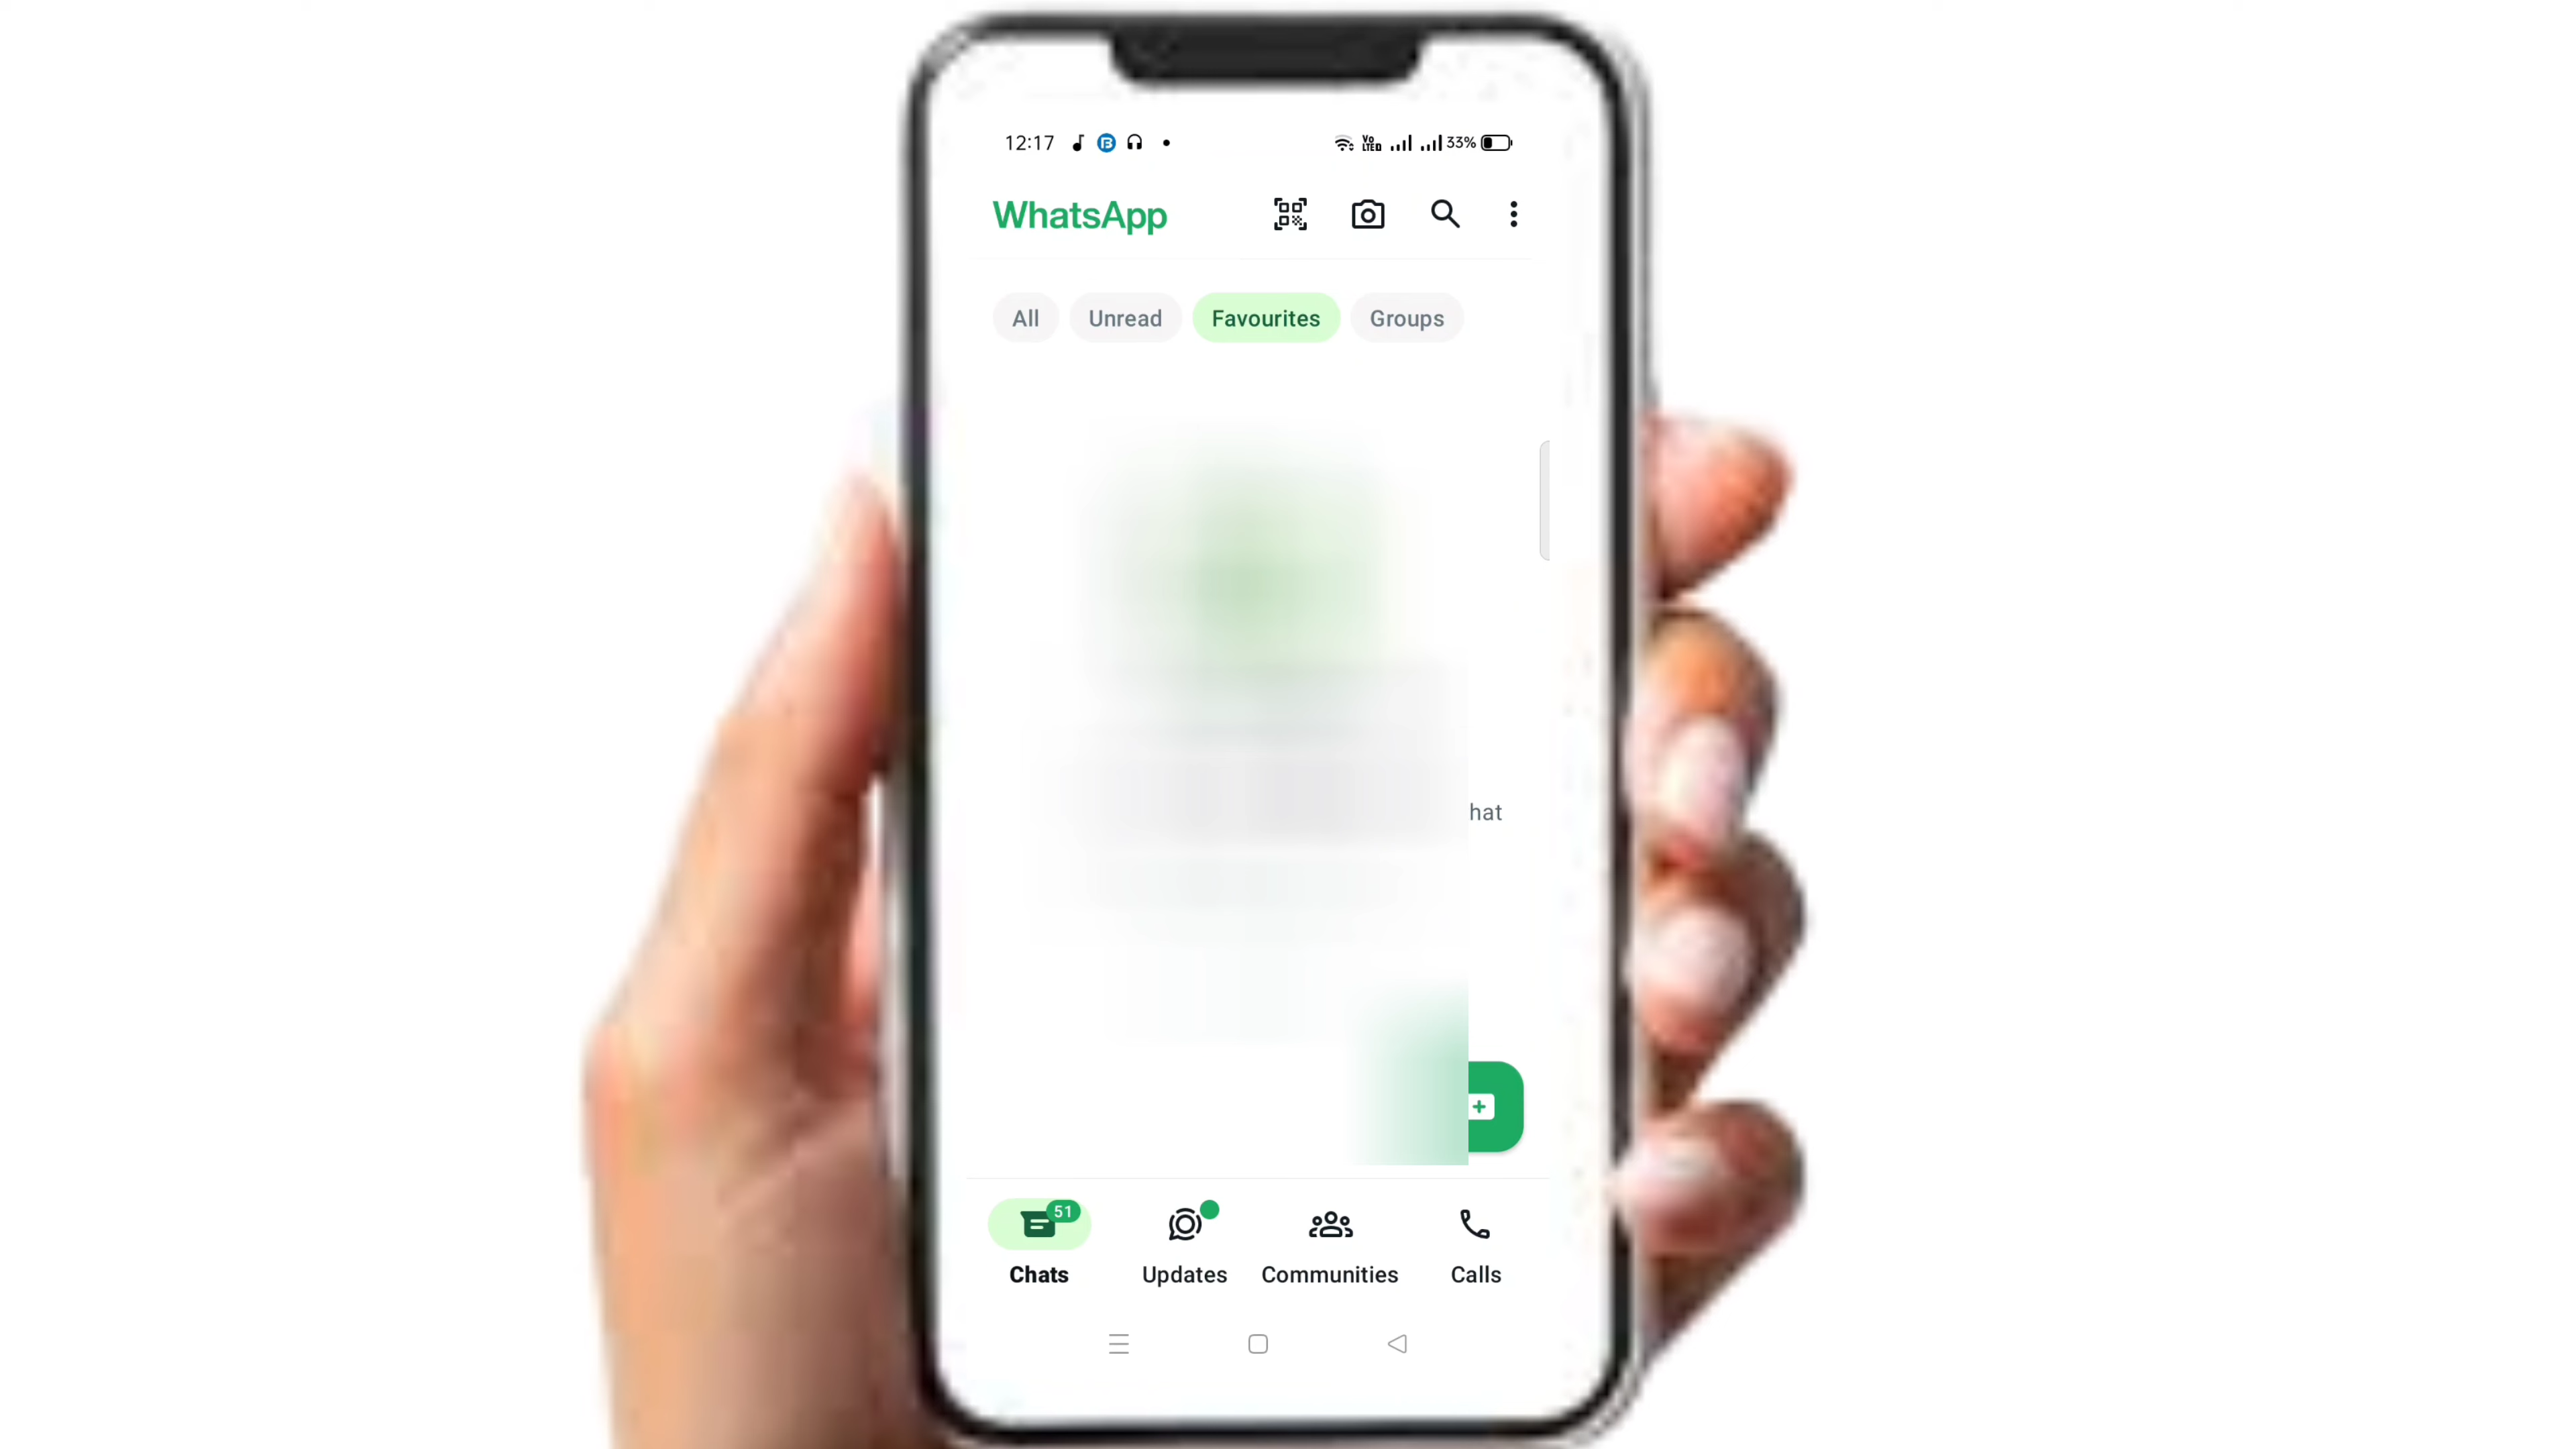 12:17 33%
WhatsApp
All Unread Favourites Groups
hat
51
Chats Updates Communities Calls